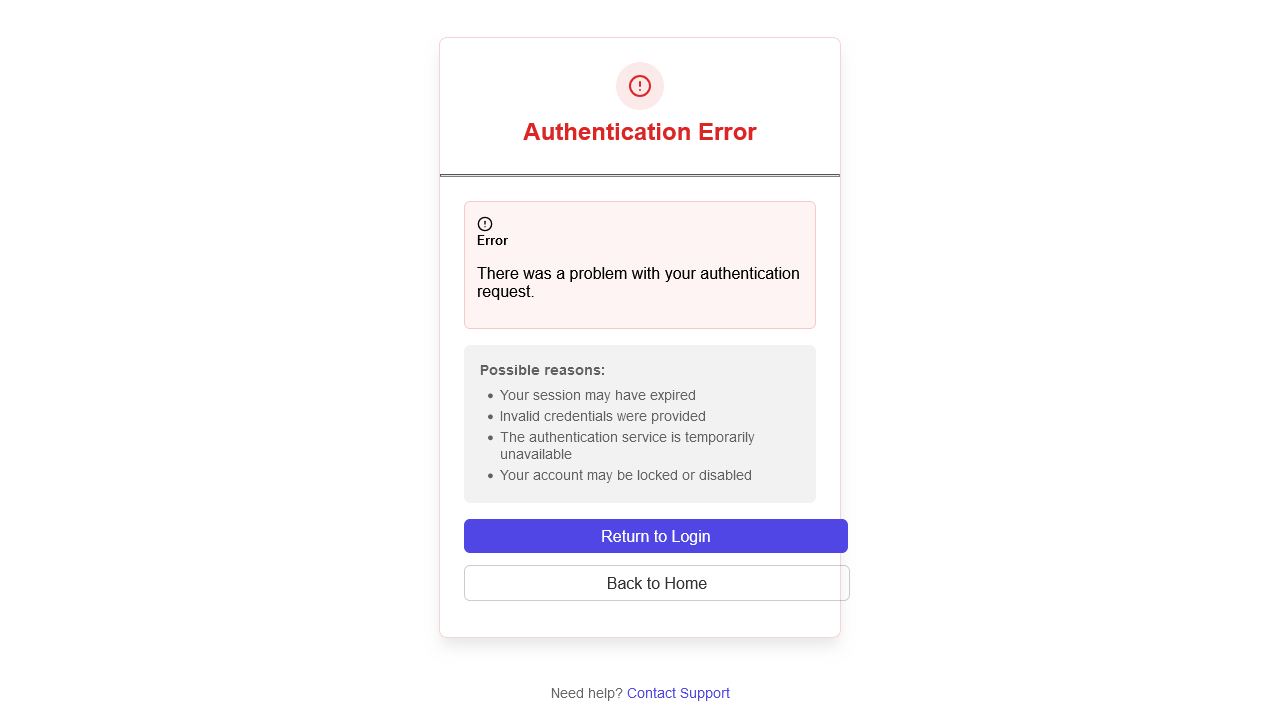 Authentication Error
Error
There was a problem with your authentication
request.
Possible reasons:
• Your session may have expired
• Invalid credentials were provided
• The authentication service is temporarily
unavailable
• Your account may be locked or disabled
Return to Login
Back to Home
Need help? Contact Support